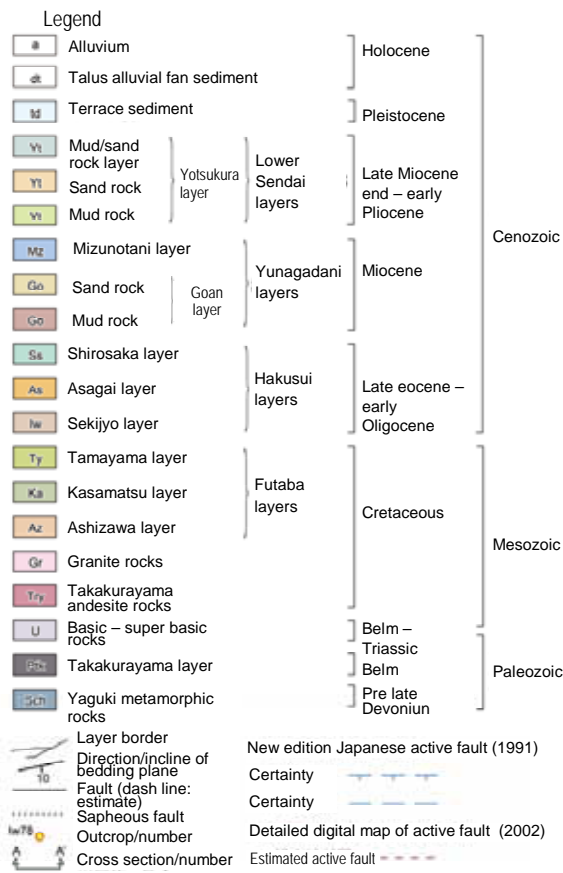 Legend
a Alluvium
dt Talus alluvial fan sediment
Holocene
td Terrace sediment
Pleistocene
Mud/sand
rock layer
Yt Sand rock
Mud rock
Yotsukura
layer
Lower
Sendai
layers
Late Miocene
end – early
Pliocene
Mz Mizunotani layer
Go Sand rock
Go Mud rock
Goan
layer
Yunagadani
layers
Miocene
Ss Shirosaka layer
As Asagai layer
Iw Sekijyo layer
Hakusui
layers
Late eocene –
early
Oligocene
Cenozoic
Ty Tamayama layer
Ka Kasamatsu layer
Az Ashizawa layer
Futaba
layers
Gr Granite rocks
Try Takakurayama
andesite rocks
Cretaceous
Mesozoic
U Basic – super basic
rocks
Belm –
Triassic
Takakurayama layer
Belm
Sch Yaguki metamorphic
rocks
Pre late
Devoniun
Paleozoic
Layer border
Direction/incline of
bedding plane
10
Fault (dash line:
estimate)
Sapheous fault
Iw78 Outcrop/number
A A' Cross section/number
New edition Japanese active fault (1991)
Certainty
Certainty
Detailed digital map of active fault (2002)
Estimated active fault